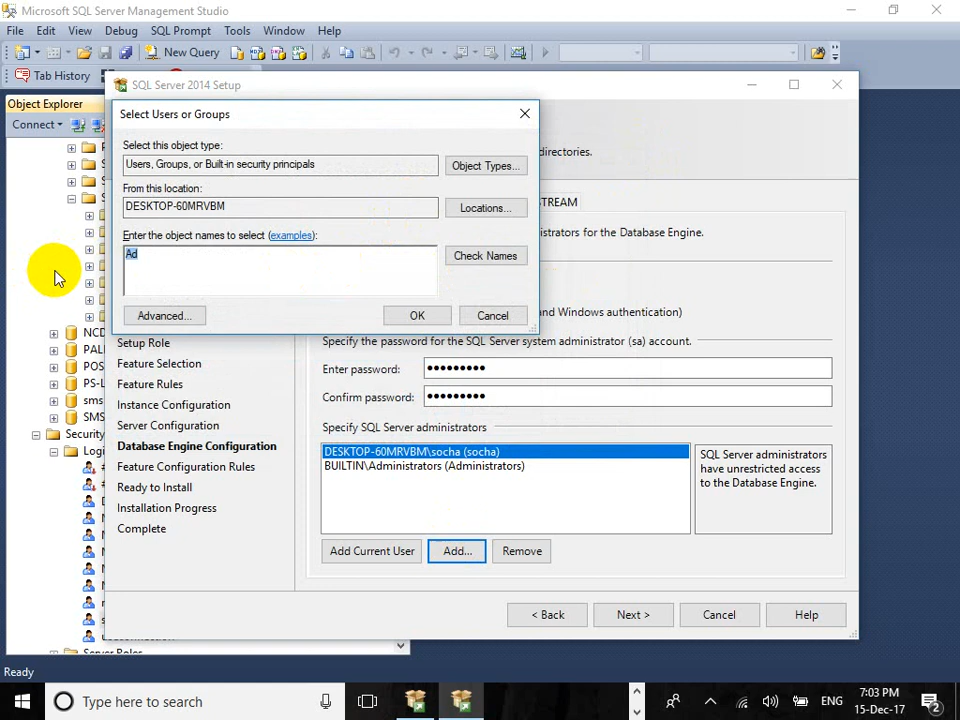 Microsoft SQL Server Management Studio
File Edit View Debug SQL Prompt Tools Window Help
New Query
Tab History
Object Explorer
Connect
SQL Server 2014 Setup
Select Users or Groups
Select this object type:
Users, Groups, or Built-in security principals
Object Types...
From this location:
DESKTOP-60MRVBM
Locations...
Enter the object names to select (examples):
Ad
Check Names
Advanced...
OK
Cancel
directories.
STREAM
trators for the Database Engine.
and Windows authentication)
Specify the password for the SQL Server system administrator (sa) account.
Enter password:
Confirm password:
Specify SQL Server administrators
DESKTOP-60MRVBM\socha (socha)
BUILTIN\Administrators (Administrators)
SQL Server administrators
have unrestricted access
to the Database Engine.
Add Current User
Add...
Remove
< Back
Next >
Cancel
Help
Setup Role
Feature Selection
Feature Rules
Instance Configuration
Server Configuration
Database Engine Configuration
Feature Configuration Rules
Ready to Install
Installation Progress
Complete
NCD
PALI
POS
PS-L
sms
SMS
Security
Logi
Server Roles
Ready
Type here to search
ENG
7:03 PM
15-Dec-17
2